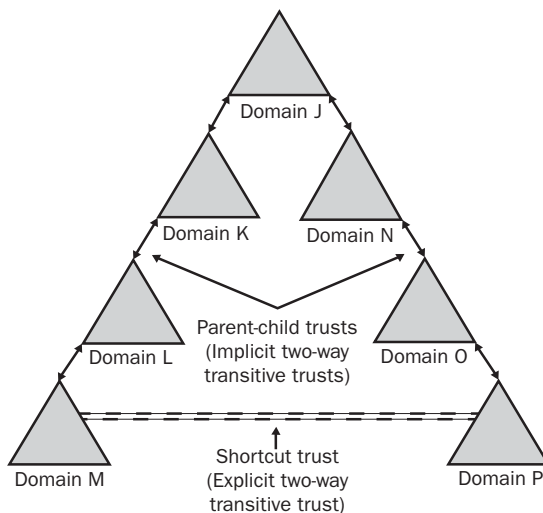 Domain J
Domain K
Domain N
Parent-child trusts
(Implicit two-way
transitive trusts)
Domain L
Domain O
Shortcut trust
(Explicit two-way
transitive trust)
Domain M
Domain P